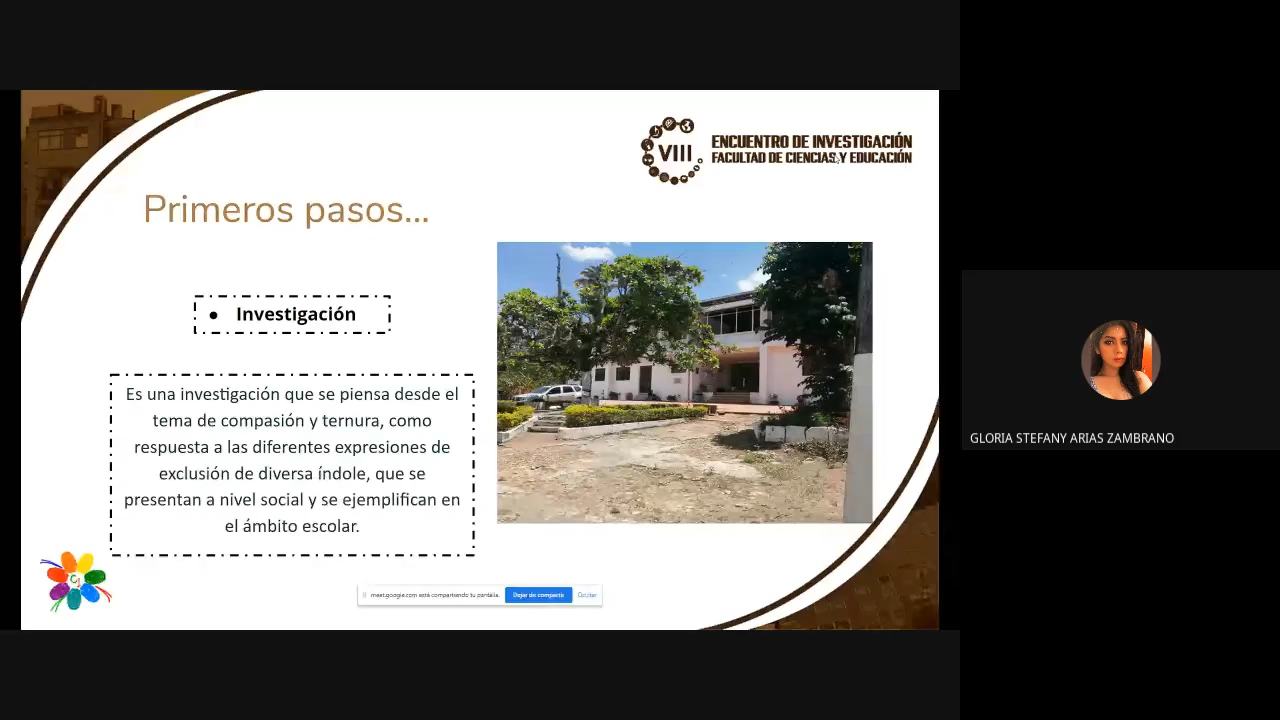 VIII
ENCUENTRO DE INVESTIGACIÓN
FACULTAD DE CIENCIAS Y EDUCACIÓN
Primeros pasos...
• Investigación
Es una investigación que se piensa desde el
tema de compasión y ternura, como
respuesta a las diferentes expresiones de
exclusión de diversa índole, que se
presentan a nivel social y se ejemplifican en
el ámbito escolar.
meet.google.com está compartiendo tu pantalla.
Dejar de compartir
Ocultar
GLORIA STEFANY ARIAS ZAMBRANO